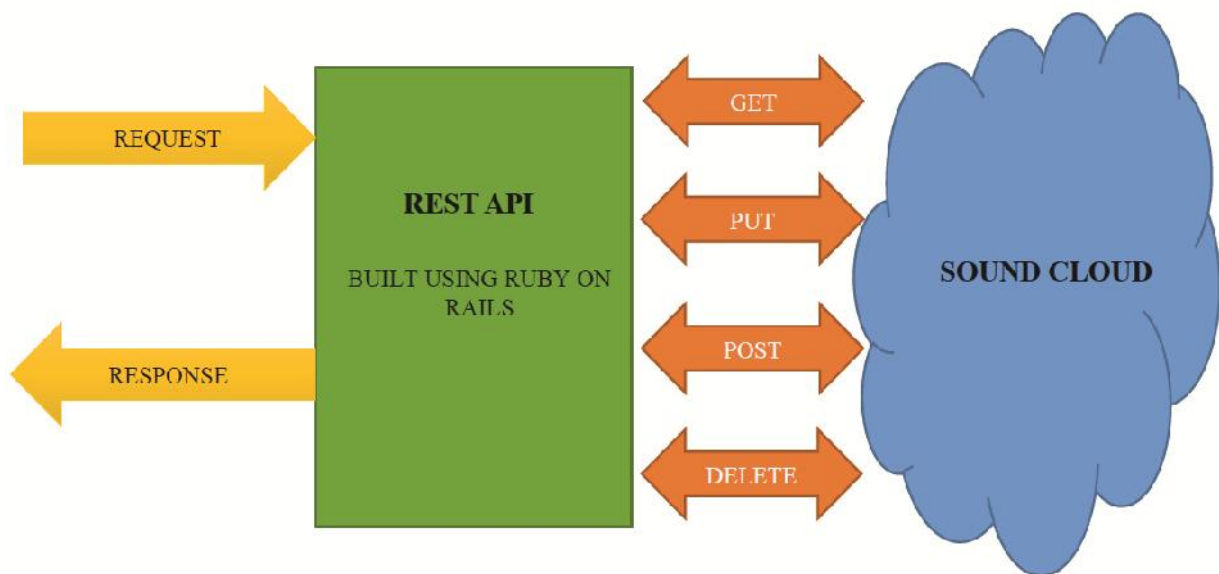 REQUEST
RESPONSE
REST API
BUILT USING RUBY ON
RAILS
GET
PUT
POST
DELETE
SOUND CLOUD